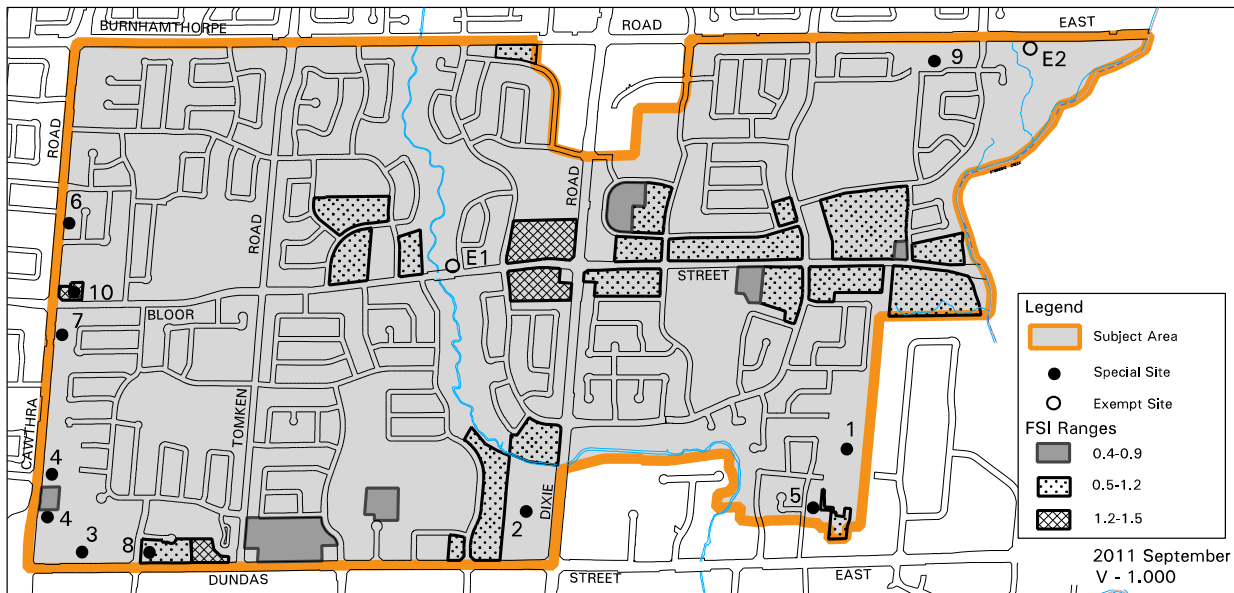 BURNHAMTHORPE ROAD EAST
9
E2
ROAD
ROAD
6
ROAD
E1
STREET
10
BLOOR
7
Legend
Subject Area
Special Site
Exempt Site
FSI Ranges
0.4-0.9
0.5-1.2
1.2-1.5
CAWTHRA
TOMKEN
1
4
4
5
2
DIXIE
3
8
DUNDAS STREET EAST
2011 September
V - 1.000